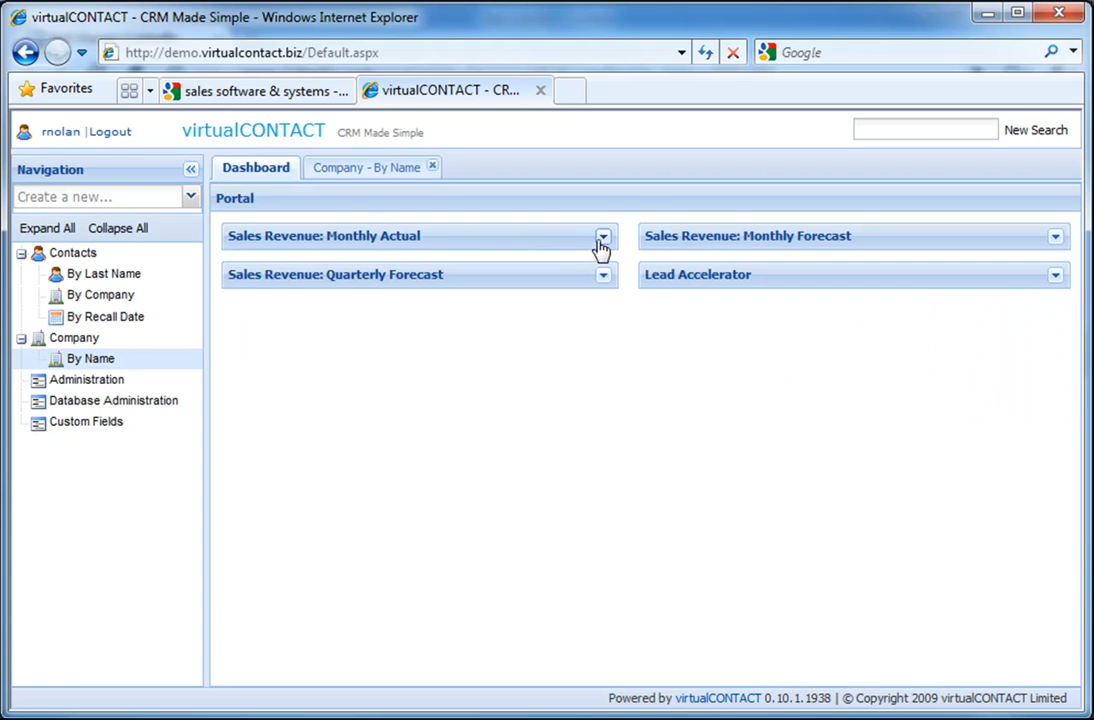 virtualCONTACT - CRM Made Simple - Windows Internet Explorer
http://demo.virtualcontact.biz/Default.aspx
Google
Favorites
sales software & systems -...
virtualCONTACT - CR...
rnolan |Logout
virtualCONTACT CRM Made Simple
New Search
Navigation
Dashboard
Company - By Name
Create a new...
Portal
Expand All Collapse All
Sales Revenue: Monthly Actual
Sales Revenue: Monthly Forecast
Contacts
By Last Name
Sales Revenue: Quarterly Forecast
Lead Accelerator
By Company
By Recall Date
Company
By Name
Administration
Database Administration
Custom Fields
Powered by virtualCONTACT 0.10.1.1938 | © Copyright 2009 virtualCONTACT Limited